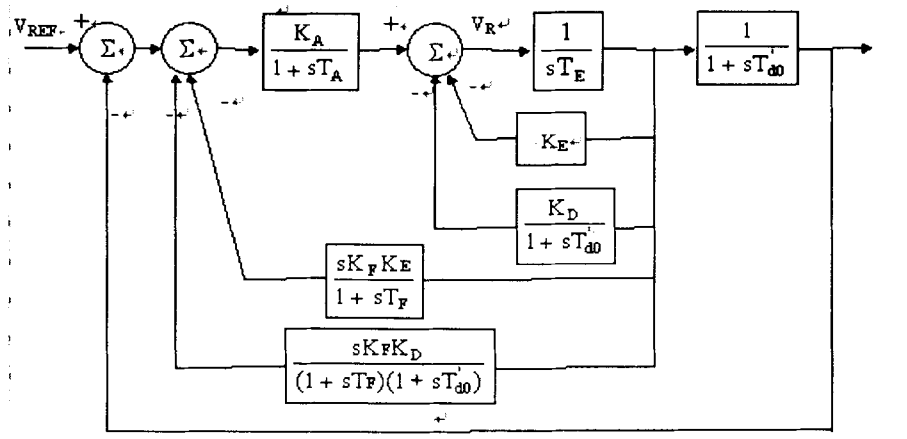 V_REF + Σ Σ K_A / (1 + sT_A) + Σ V_R 1 / (sT_E) 1 / (1 + sT'_d0)
- - - - -
K_E
K_D / (1 + sT'_d0)
sK_F K_E / (1 + sT_F)
sK_F K_D / ((1 + sT_F)(1 + sT'_d0))